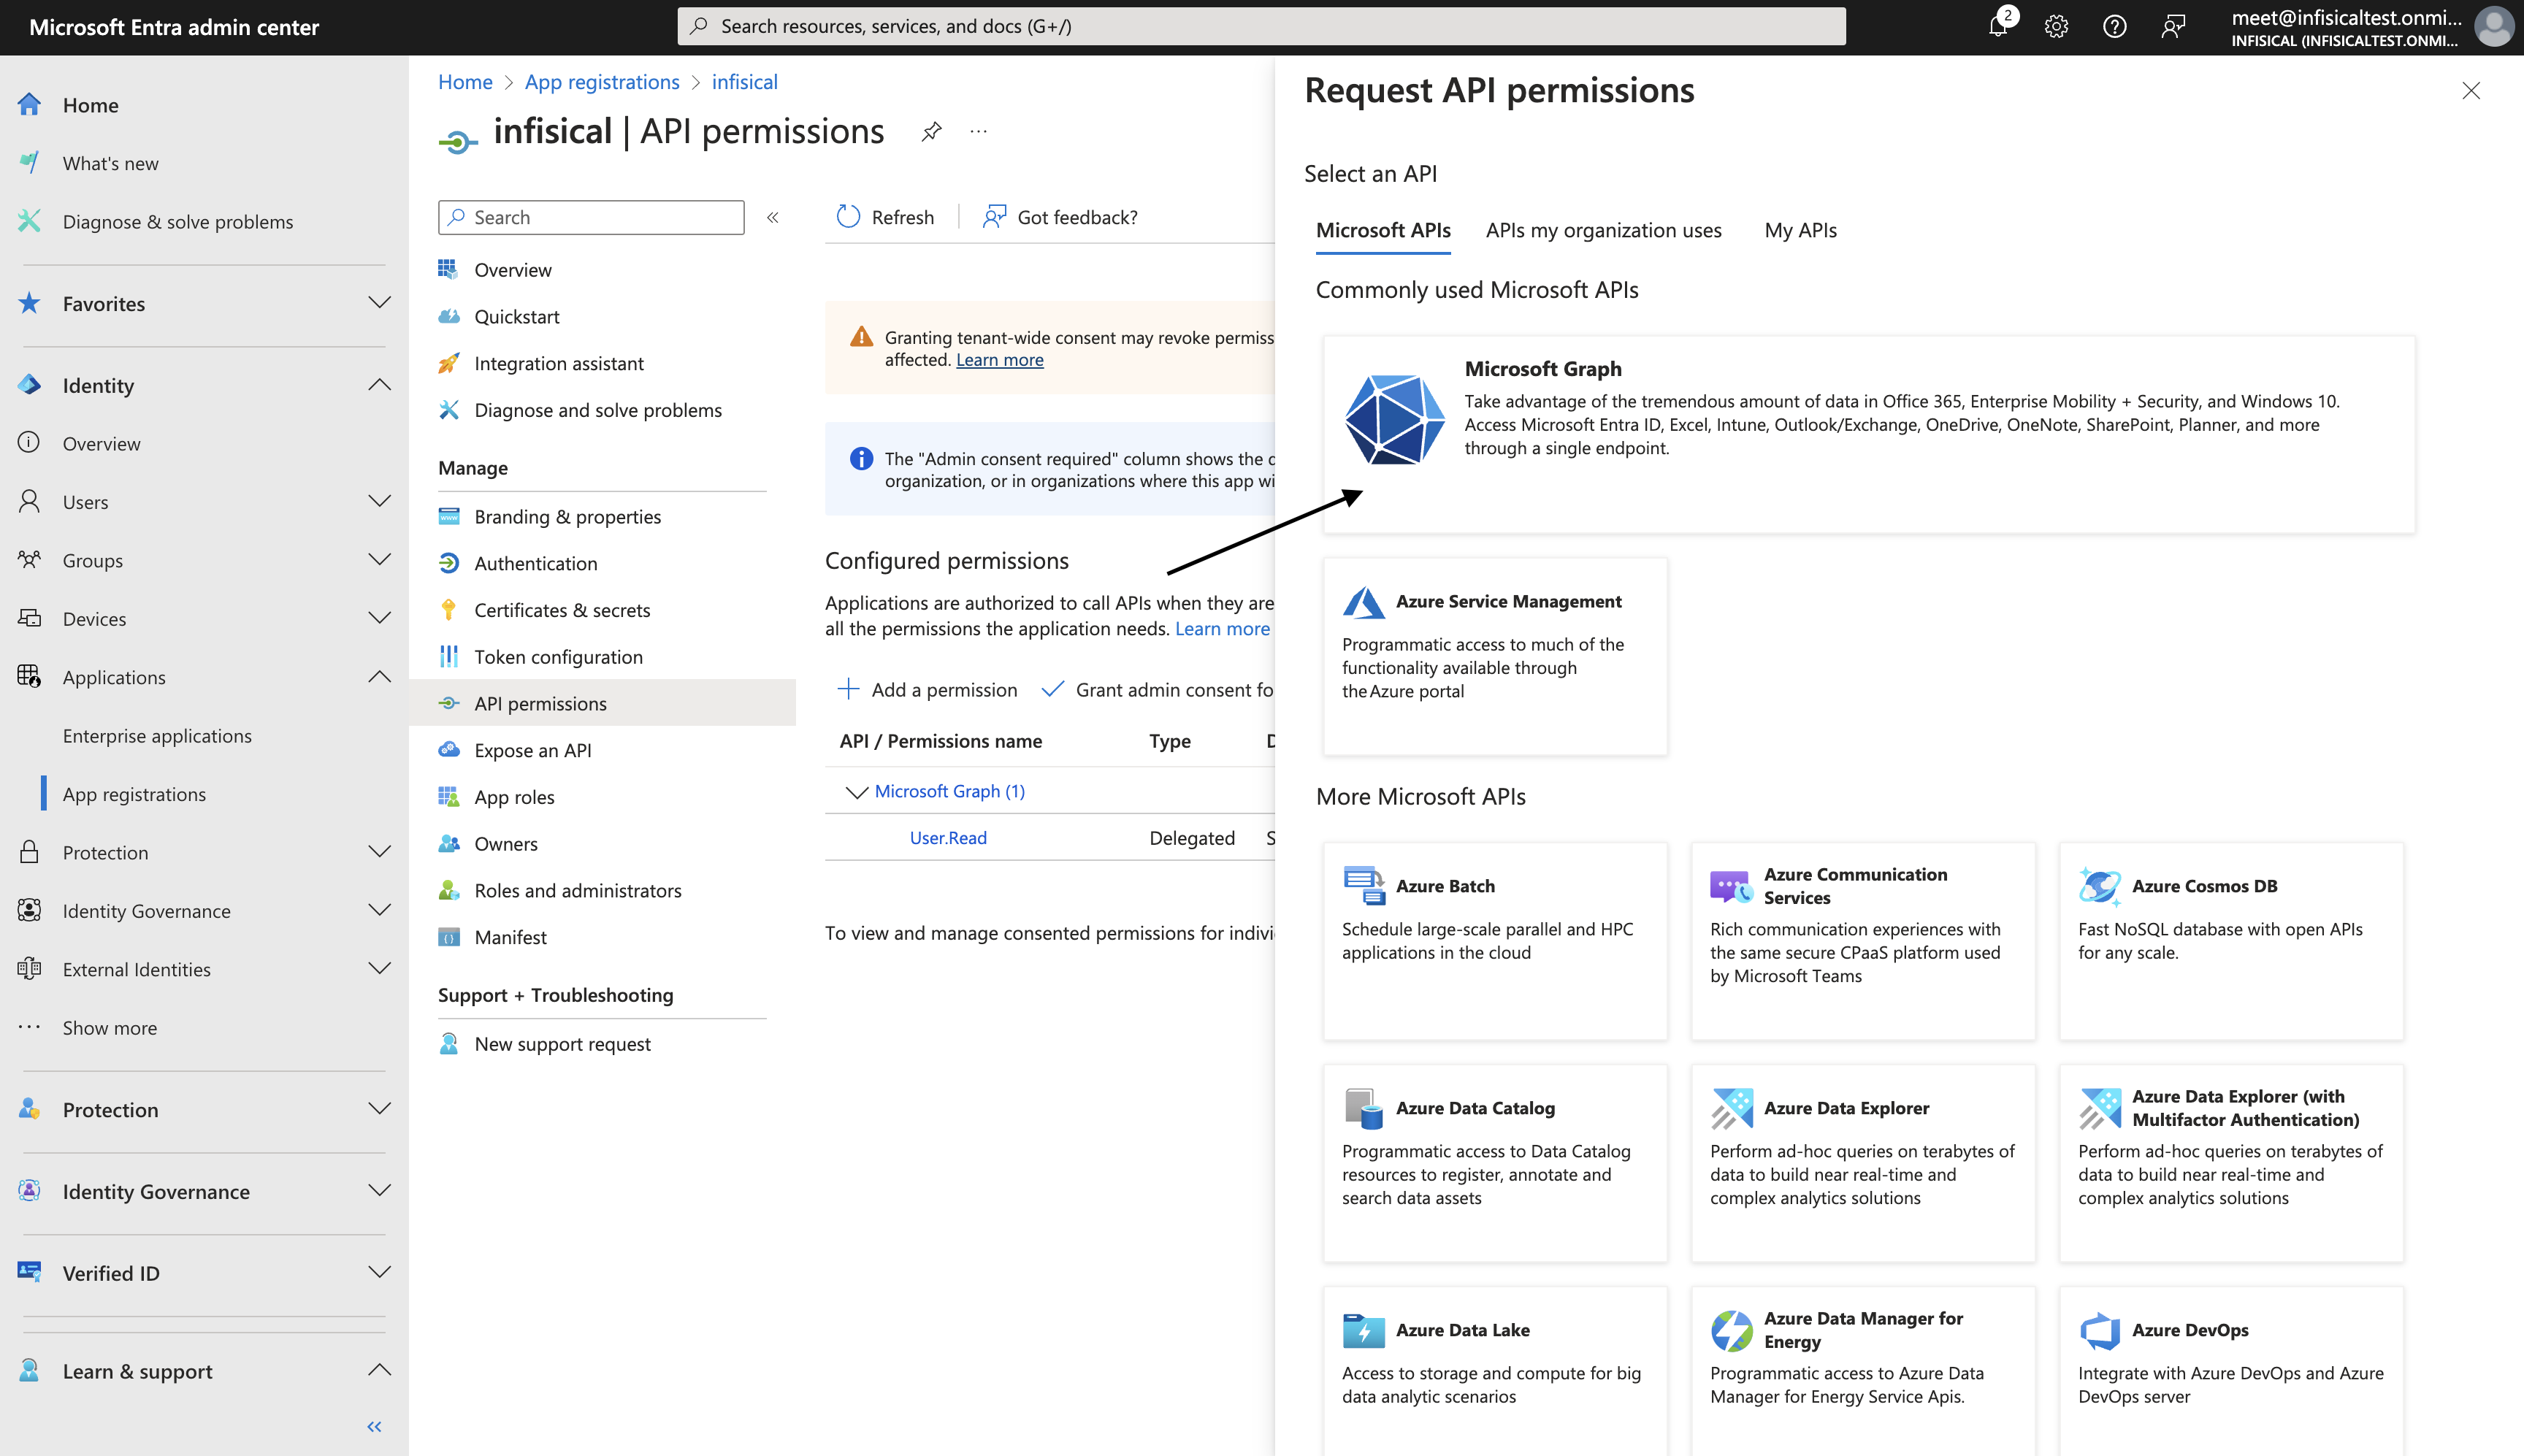 Microsoft Entra admin center
Search resources, services, and docs (G+/)
2
meet@infisicaltest.onmi...
INFISICAL (INFISICALTEST.ONMI...
Home
What's new
Diagnose & solve problems
Favorites
Identity
Overview
Users
Groups
Devices
Applications
Enterprise applications
App registrations
Protection
Identity Governance
External Identities
Show more
Protection
Identity Governance
Verified ID
Learn & support
Home > App registrations > infisical
infisical | API permissions
Search
Overview
Quickstart
Integration assistant
Diagnose and solve problems
Manage
Branding & properties
Authentication
Certificates & secrets
Token configuration
API permissions
Expose an API
App roles
Owners
Roles and administrators
Manifest
Support + Troubleshooting
New support request
Refresh
Got feedback?
Granting tenant-wide consent may revoke permiss
affected. Learn more
The "Admin consent required" column shows the
organization, or in organizations where this app wi
Configured permissions
Applications are authorized to call APIs when they are
all the permissions the application needs. Learn more
Add a permission
Grant admin consent fo
API / Permissions name Type D
Microsoft Graph (1)
User.Read Delegated S
To view and manage consented permissions for indivi
Request API permissions
Select an API
Microsoft APIs APIs my organization uses My APIs
Commonly used Microsoft APIs
Microsoft Graph
Take advantage of the tremendous amount of data in Office 365, Enterprise Mobility + Security, and Windows 10.
Access Microsoft Entra ID, Excel, Intune, Outlook/Exchange, OneDrive, OneNote, SharePoint, Planner, and more
through a single endpoint.
Azure Service Management
Programmatic access to much of the
functionality available through
the Azure portal
More Microsoft APIs
Azure Batch
Schedule large-scale parallel and HPC
applications in the cloud
Azure Communication
Services
Rich communication experiences with
the same secure CPaaS platform used
by Microsoft Teams
Azure Cosmos DB
Fast NoSQL database with open APIs
for any scale.
Azure Data Catalog
Programmatic access to Data Catalog
resources to register, annotate and
search data assets
Azure Data Explorer
Perform ad-hoc queries on terabytes of
data to build near real-time and
complex analytics solutions
Azure Data Explorer (with
Multifactor Authentication)
Perform ad-hoc queries on terabytes of
data to build near real-time and
complex analytics solutions
Azure Data Lake
Access to storage and compute for big
data analytic scenarios
Azure Data Manager for
Energy
Programmatic access to Azure Data
Manager for Energy Service Apis.
Azure DevOps
Integrate with Azure DevOps and Azure
DevOps server